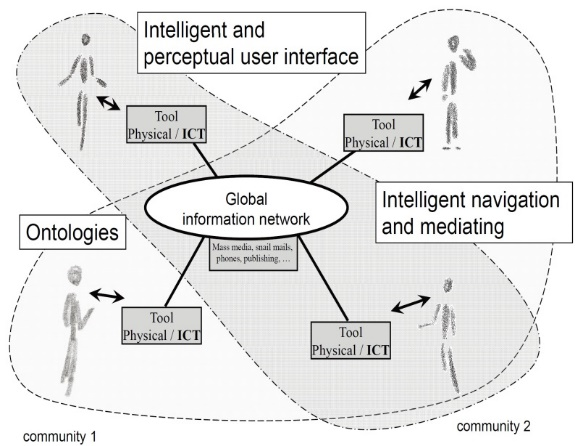 Intelligent and
perceptual user interface
Tool
Physical / ICT
Tool
Physical / ICT
Global
information network
Mass media, snail mails,
phones, publishing, ...
Intelligent navigation
and mediating
Ontologies
Tool
Physical / ICT
Tool
Physical / ICT
community 1
community 2